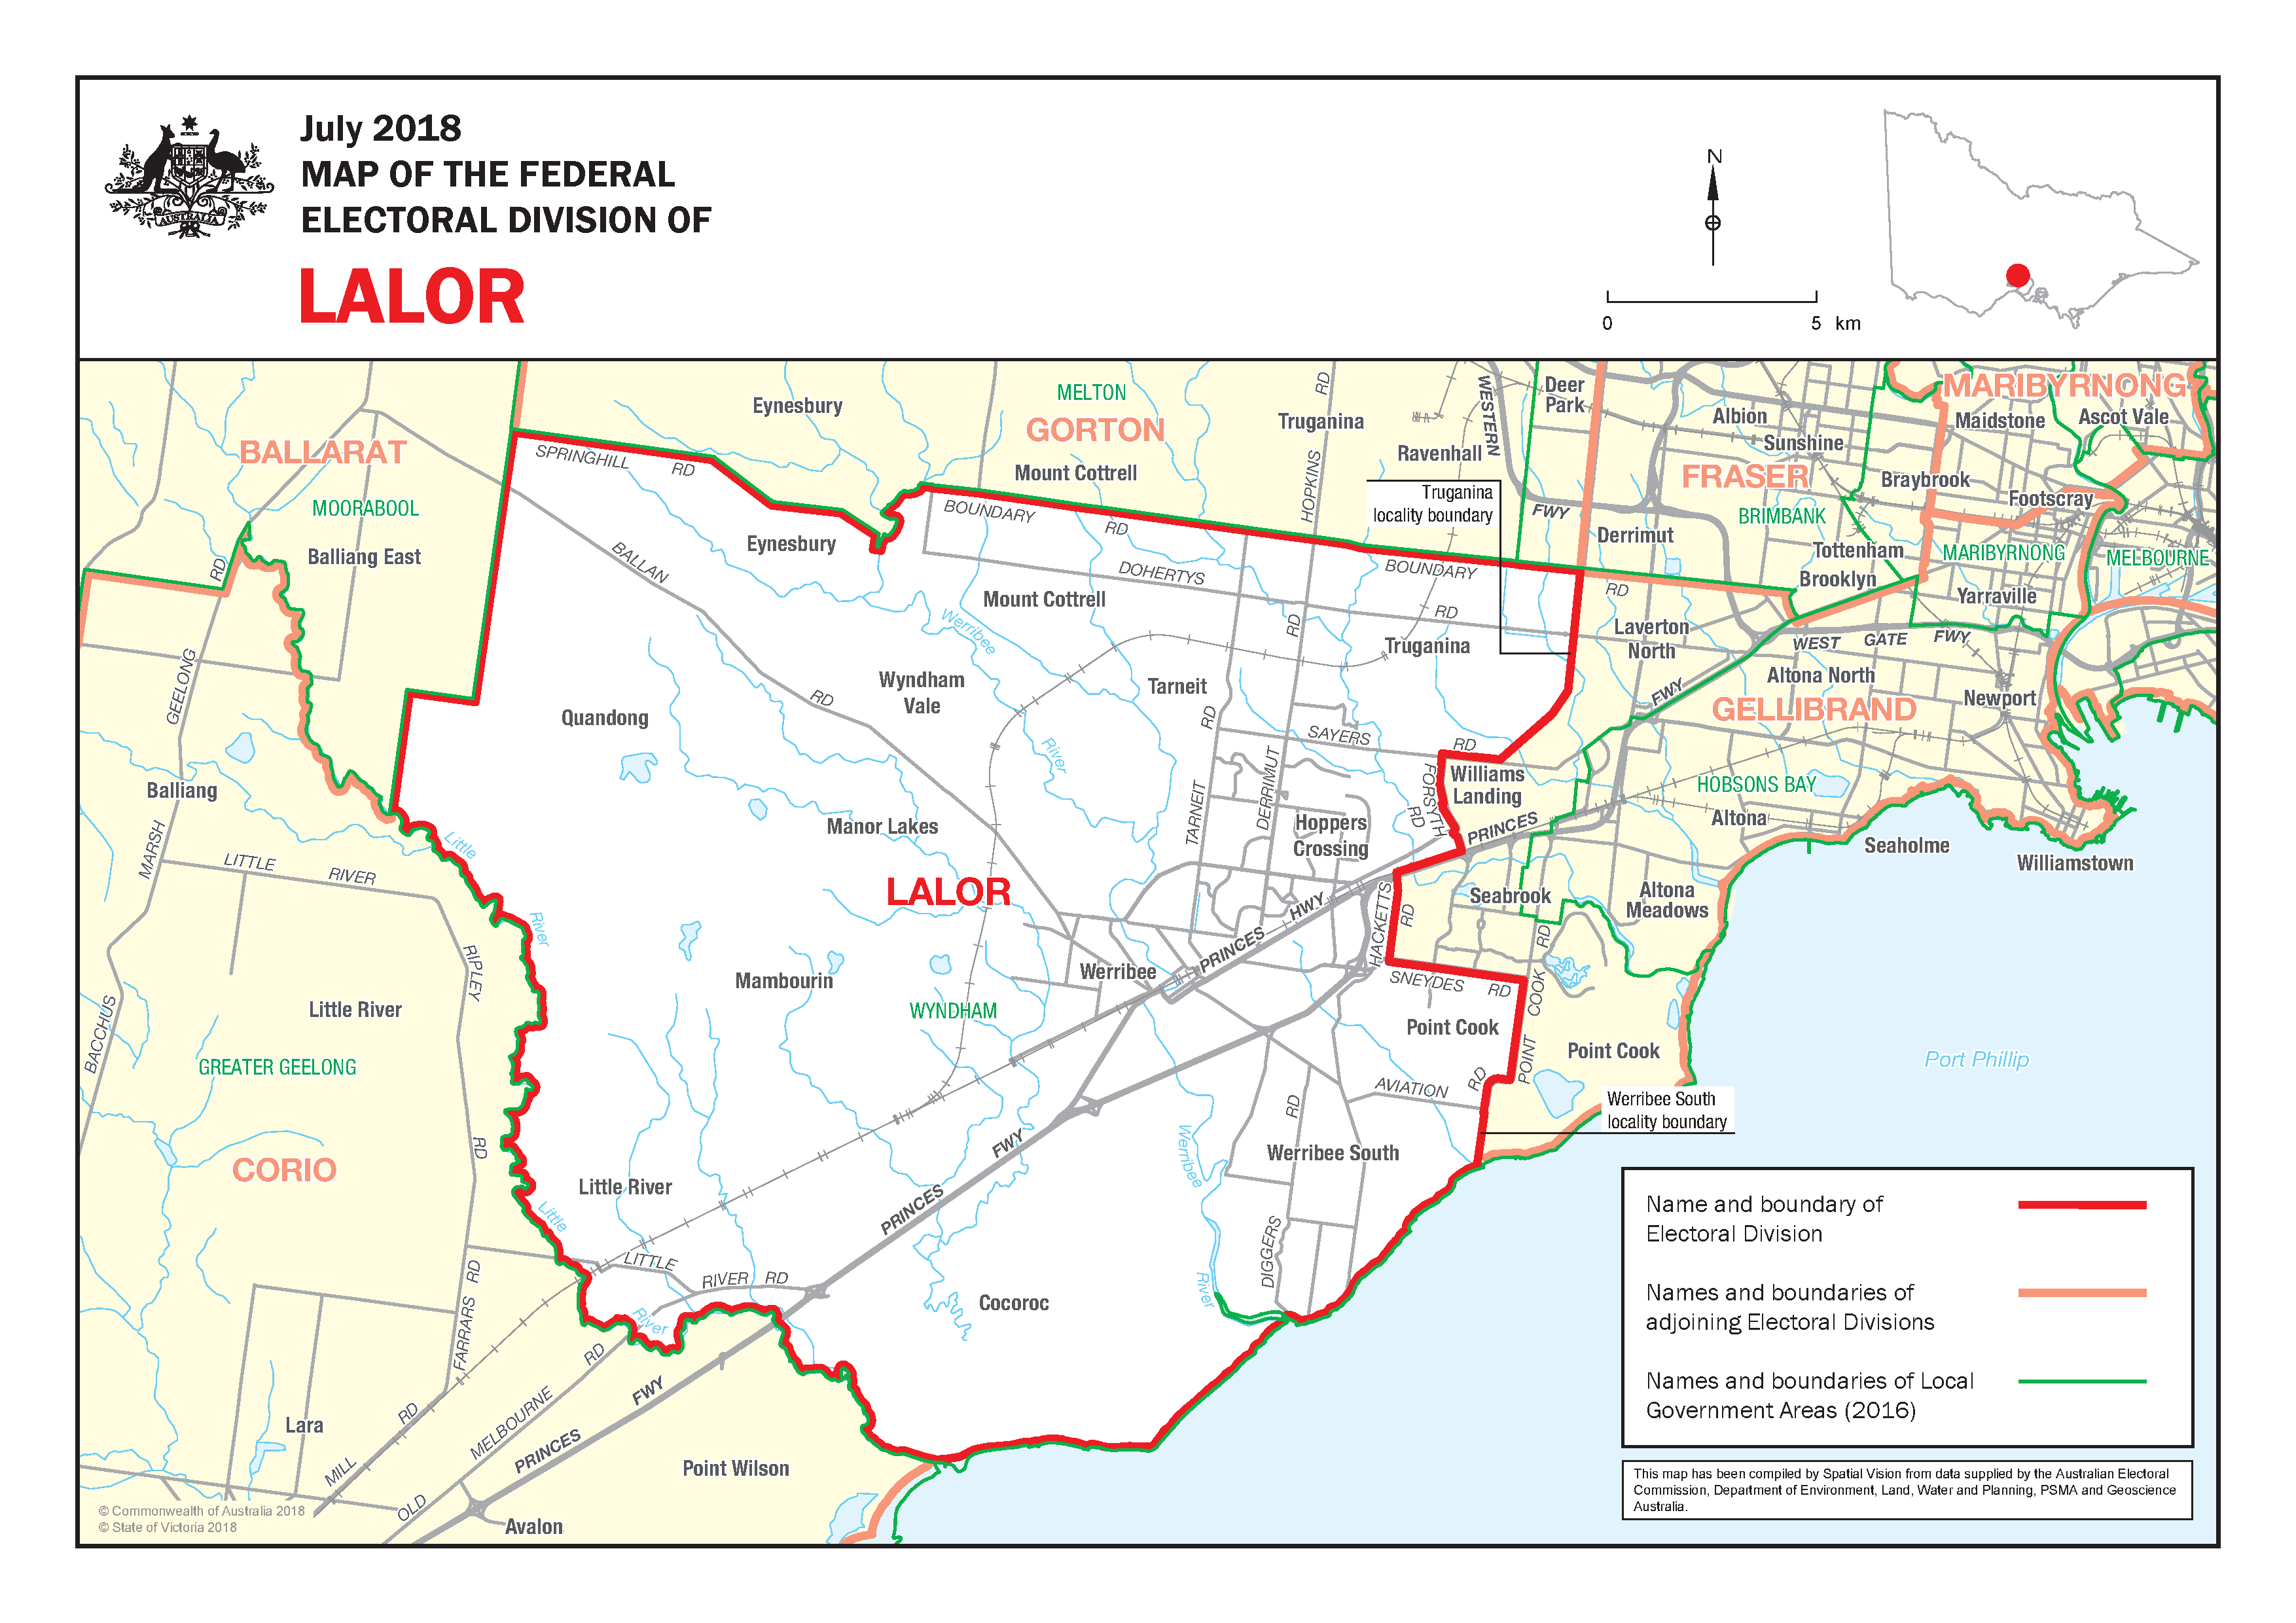 July 2018
MAP OF THE FEDERAL
ELECTORAL DIVISION OF
LALOR
AUSTRALIA
N
0 5 km
BALLARAT
MOORABOOL
Balliang East
Eynesbury
MELTON
GORTON
Mount Cottrell
Truganina
Ravenhall
HOPKINS RD
WESTERN
FWY
Deer
Park
Albion
Sunshine
FRASER
BRIMBANK
Derrimut
Tottenham
Brooklyn
MARIBYRNONG
Maidstone
Ascot Vale
Braybrook
Footscray
MARIBYRNONG
MELBOURNE
Yarraville
Truganina
locality boundary
SPRINGHILL RD
BOUNDARY RD
BOUNDARY
RD
Eynesbury
BALLAN
RD
DOHERTYS
RD
Mount Cottrell
Werribee
River
Truganina
RD
Laverton
North
WEST GATE FWY
Altona North
FWY
Newport
GELLIBRAND
Wyndham
Vale
Tarneit
Quandong
RD
SAYERS
RD
TARNEIT
DERRIMUT
FORSYTH
RD
Williams
Landing
PRINCES
HOBSONS BAY
Altona
Seaholme
Williamstown
Manor Lakes
Hoppers
Crossing
LALOR
HWY
PRINCES
HACKETTS
RD
Seabrook
Altona
Meadows
RD
GEELONG
RD
Balliang
MARSH
BACCHUS
LITTLE RIVER
RIPLEY
RD
Little
River
Little River
GREATER GEELONG
CORIO
Mambourin
WYNDHAM
Werribee
SNEYDES RD
POINT COOK
Point Cook
Point Cook
Port Phillip
AVIATION
RD
RD
Werribee South
locality boundary
Werribee South
Werribee
River
DIGGERS
FWY
PRINCES
Little River
Little
River
LITTLE
RIVER RD
Cocoroc
FARRARS RD
RD
FWY
PRINCES
OLD
MELBOURNE
RD
MILL
Lara
Point Wilson
Avalon
Name and boundary of
Electoral Division
Names and boundaries of
adjoining Electoral Divisions
Names and boundaries of Local
Government Areas (2016)
This map has been compiled by Spatial Vision from data supplied by the Australian Electoral
Commission, Department of Environment, Land, Water and Planning, PSMA and Geoscience
Australia.
© Commonwealth of Australia 2018
© State of Victoria 2018